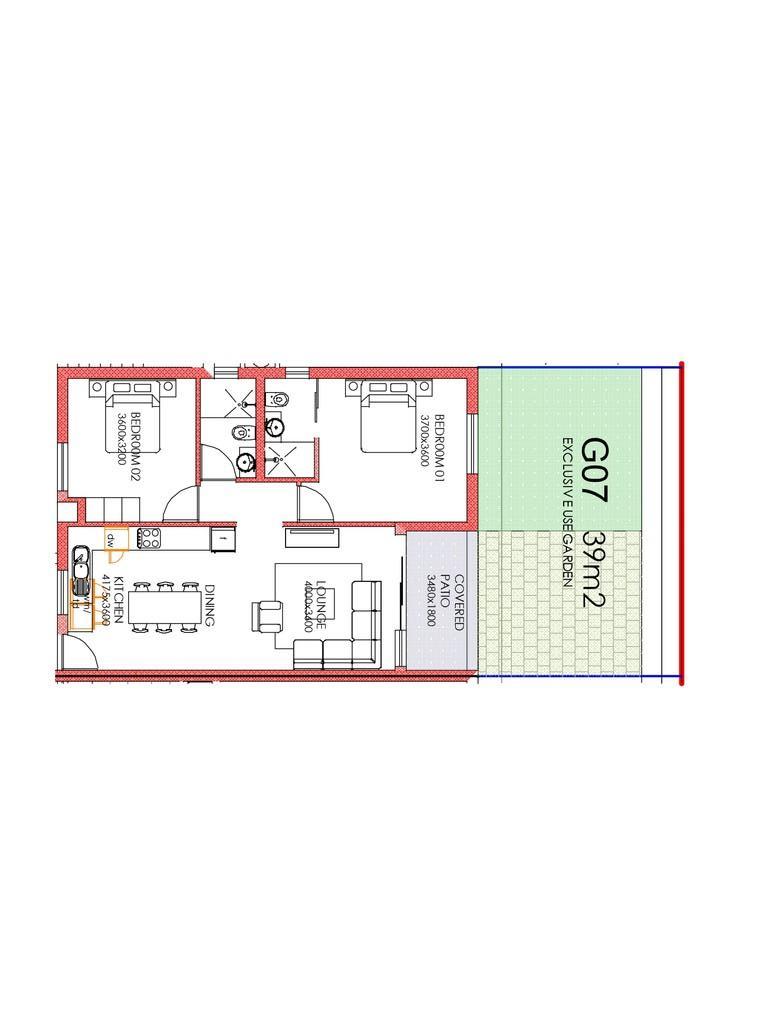 BEDROOM 02
3600x3200
BEDROOM 01
3700x3600
G07 39m2
EXCLUSIVE USE GARDEN
dw
f
wm/
td
KITCHEN
4175x3600
DINING
LOUNGE
4000x3400
COVERED
PATIO
3480x1800